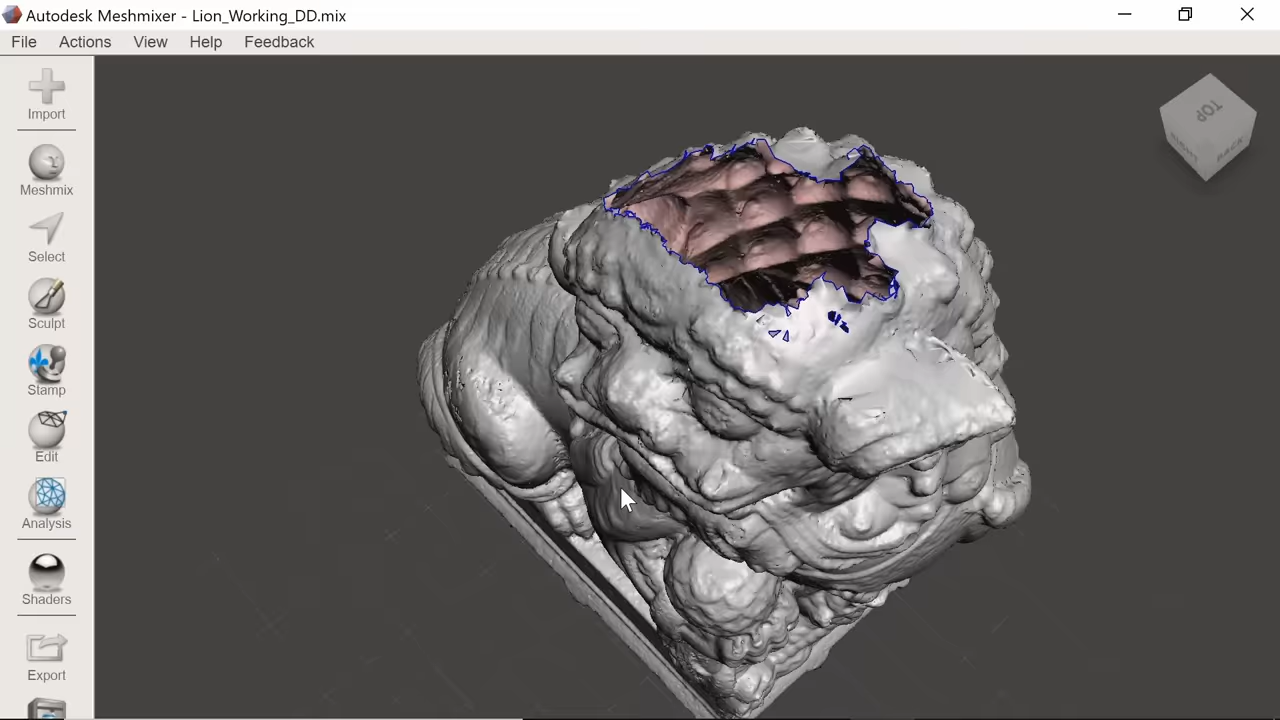 Autodesk Meshmixer - Lion_Working_DD.mix
File Actions View Help Feedback
Import
Meshmix
Select
Sculpt
Stamp
Edit
Analysis
Shaders
Export
TOP
RIGHT
BACK